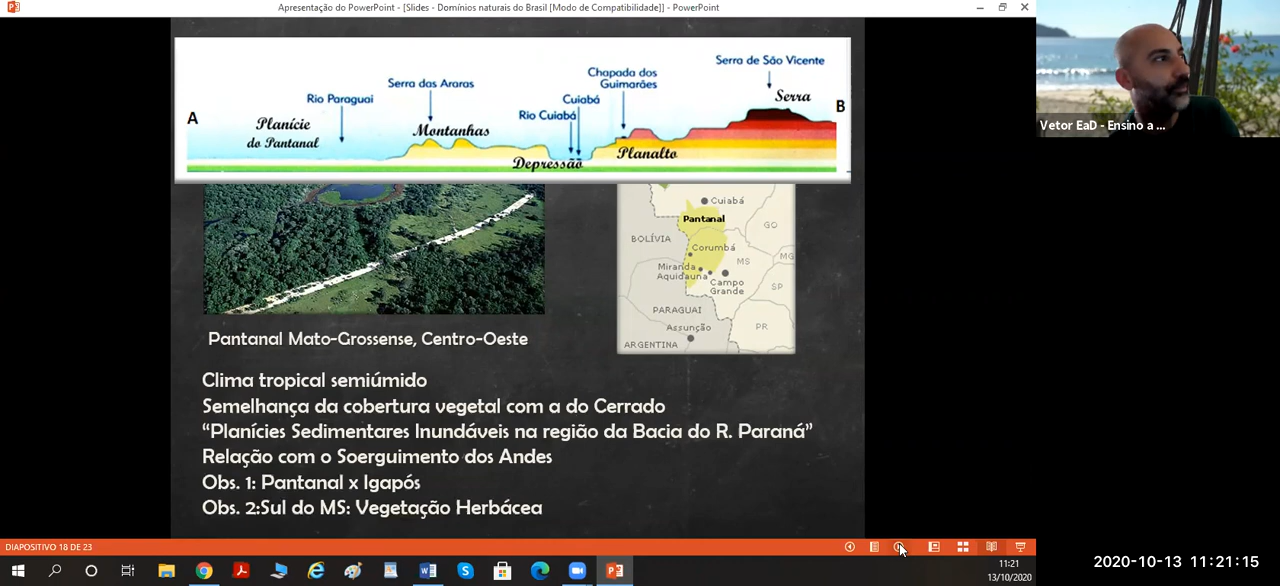 Apresentação do PowerPoint - [Slides - Domínios naturais do Brasil [Modo de Compatibilidade]] - PowerPoint
Serra de São Vicente
Chapada dos
Guimarães
Serra das Araras
Cuiabá
Rio Paraguai
Rio Cuiabá
Serra
A
B
Planície
do Pantanal
Montanhas
Depressão
Planalto
Cuiabá
Pantanal
GO
BOLÍVIA
Corumbá
MS
MG
Miranda
Aquidauna
Campo
Grande
SP
PARAGUAI
Assunção
PR
ARGENTINA
Pantanal Mato-Grossense, Centro-Oeste
Clima tropical semiúmido
Semelhança da cobertura vegetal com a do Cerrado
“Planícies Sedimentares Inundáveis na região da Bacia do R. Paraná”
Relação com o Soerguimento dos Andes
Obs. 1: Pantanal x Igapós
Obs. 2:Sul do MS: Vegetação Herbácea
Vetor EaD - Ensino a ...
DIAPOSITIVO 18 DE 23
11:21
13/10/2020
2020-10-13 11:21:15